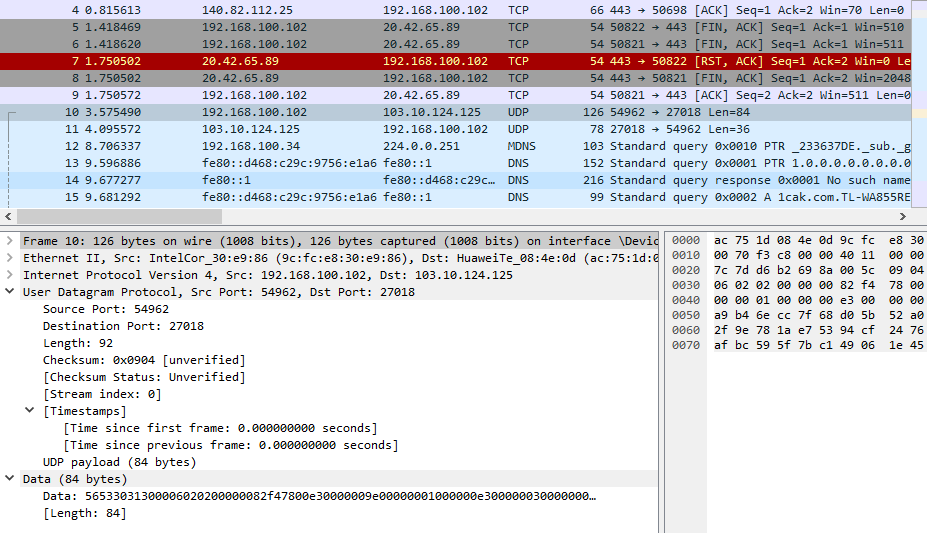 4 0.815613 140.82.112.25 192.168.100.102 TCP 66 443 → 50698 [ACK] Seq=1 Ack=2 Win=70 Len=0
5 1.418469 192.168.100.102 20.42.65.89 TCP 54 50822 → 443 [FIN, ACK] Seq=1 Ack=1 Win=510
6 1.418620 192.168.100.102 20.42.65.89 TCP 54 50821 → 443 [FIN, ACK] Seq=1 Ack=1 Win=511
7 1.750502 20.42.65.89 192.168.100.102 TCP 54 443 → 50822 [RST, ACK] Seq=1 Ack=2 Win=0 Le
8 1.750502 20.42.65.89 192.168.100.102 TCP 54 443 → 50821 [FIN, ACK] Seq=1 Ack=2 Win=2048
9 1.750572 192.168.100.102 20.42.65.89 TCP 54 50821 → 443 [ACK] Seq=2 Ack=2 Win=511 Len=0
10 3.575490 192.168.100.102 103.10.124.125 UDP 126 54962 → 27018 Len=84
11 4.095572 103.10.124.125 192.168.100.102 UDP 78 27018 → 54962 Len=36
12 8.706337 192.168.100.34 224.0.0.251 MDNS 103 Standard query 0x0010 PTR _233637DE._sub._g
13 9.596886 fe80::d468:c29c:9756:e1a6 fe80::1 DNS 152 Standard query 0x0001 PTR 1.0.0.0.0.0.0.0
14 9.677277 fe80::1 fe80::d468:c29c… DNS 216 Standard query response 0x0001 No such name
15 9.681292 fe80::d468:c29c:9756:e1a6 fe80::1 DNS 99 Standard query 0x0002 A 1cak.com.TL-WA855RE
Frame 10: 126 bytes on wire (1008 bits), 126 bytes captured (1008 bits) on interface \Devic
Ethernet II, Src: IntelCor_30:e9:86 (9c:fc:e8:30:e9:86), Dst: HuaweiTe_08:4e:0d (ac:75:1d:0
Internet Protocol Version 4, Src: 192.168.100.102, Dst: 103.10.124.125
User Datagram Protocol, Src Port: 54962, Dst Port: 27018
Source Port: 54962
Destination Port: 27018
Length: 92
Checksum: 0x0904 [unverified]
[Checksum Status: Unverified]
[Stream index: 0]
[Timestamps]
[Time since first frame: 0.000000000 seconds]
[Time since previous frame: 0.000000000 seconds]
UDP payload (84 bytes)
Data (84 bytes)
Data: 56533031300006020200000082f47800e30000009e00000001000000e300000030000000…
[Length: 84]
0000 ac 75 1d 08 4e 0d 9c fc e8 30
0010 00 70 f3 c8 00 00 40 11 00 00
0020 7c 7d d6 b2 69 8a 00 5c 09 04
0030 06 02 02 00 00 00 82 f4 78 00
0040 00 00 01 00 00 00 e3 00 00 00
0050 a9 b4 6e cc 7f 68 d0 5b 52 a0
0060 2f 9e 78 1a e7 53 94 cf 24 76
0070 af bc 59 5f 7b c1 49 06 1e 45